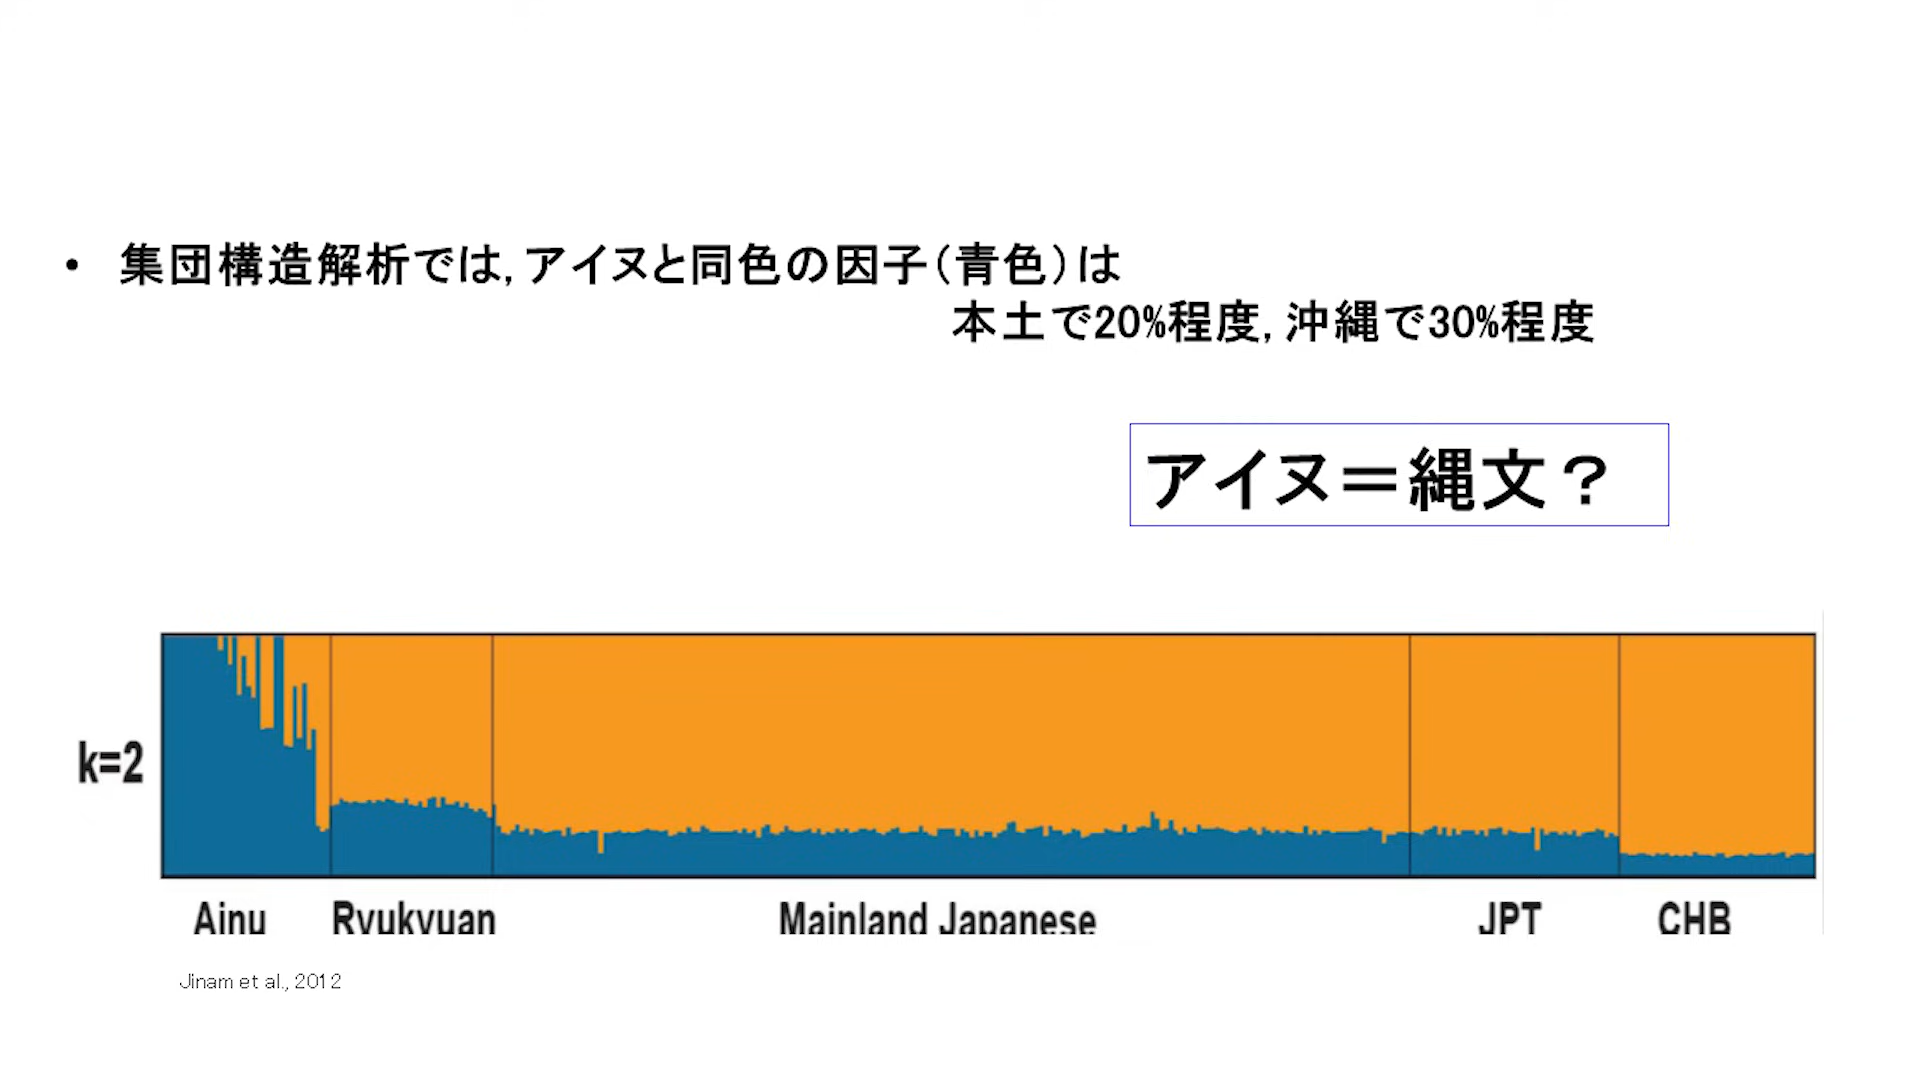 • 集団構造解析では,アイヌと同色の因子(青色)は
本土で20%程度,沖縄で30%程度
アイヌ=縄文?
k=2
Ainu Ryukyuan Mainland Japanese JPT CHB
Jinam et al., 2012